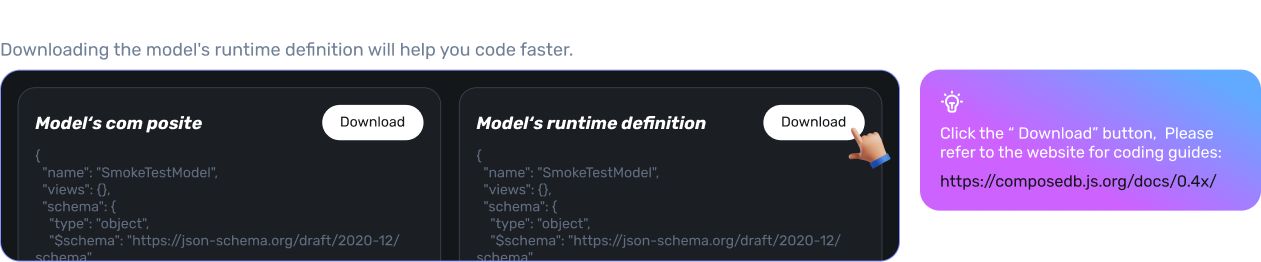 Downloading the model's runtime definition will help you code faster.
Model‘s com posite
Download
{
"name": "SmokeTestModel",
"views": {},
"schema": {
"type": "object",
"$schema": "https://json-schema.org/draft/2020-12/
schema"
Model‘s runtime definition
Download
{
"name": "SmokeTestModel",
"views": {},
"schema": {
"type": "object",
"$schema": "https://json-schema.org/draft/2020-12/
schema"
Click the “ Download” button,  Please
refer to the website for coding guides:
https://composedb.js.org/docs/0.4x/